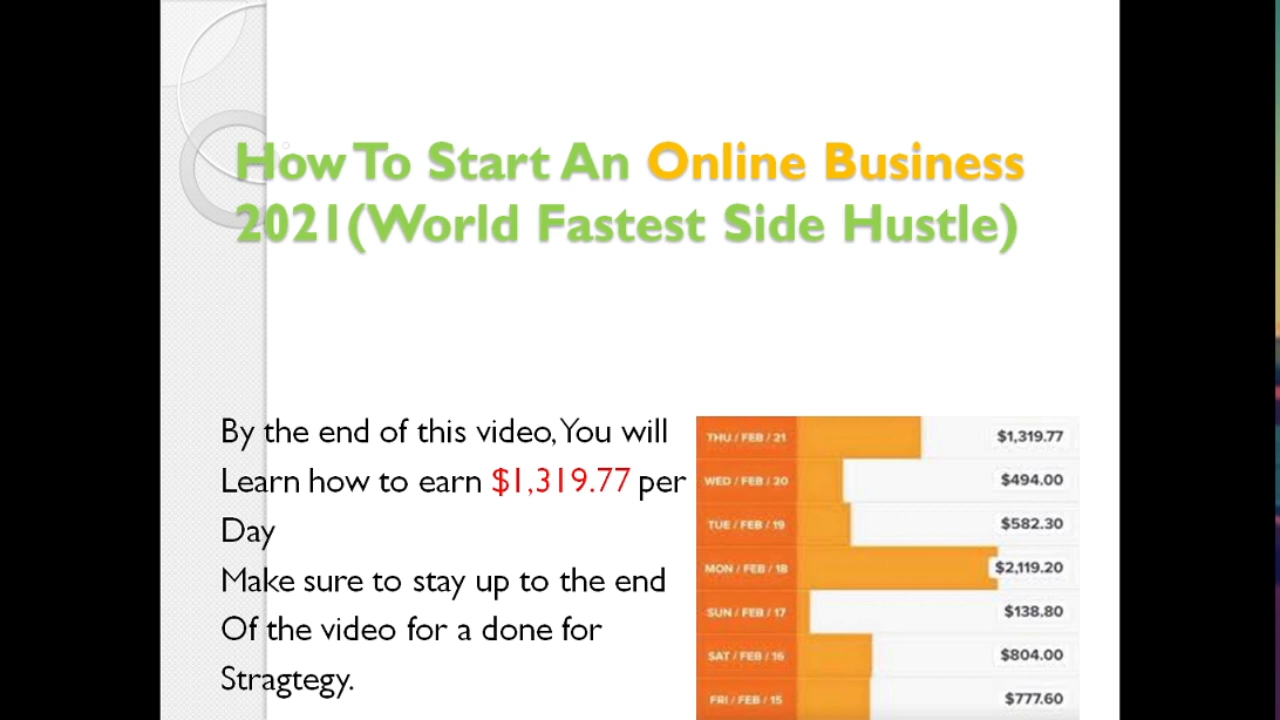 How To Start An Online Business
2021(World Fastest Side Hustle)
By the end of this video,You will
Learn how to earn $1,319.77 per
Day
Make sure to stay up to the end
Of the video for a done for
Stragtegy.
THU / FEB / 21 $1,319.77
WED / FEB / 20 $494.00
TUE / FEB / 19 $582.30
MON / FEB / 18 $2,119.20
SUN / FEB / 17 $138.80
SAT / FEB / 16 $804.00
FRI / FEB / 15 $777.60